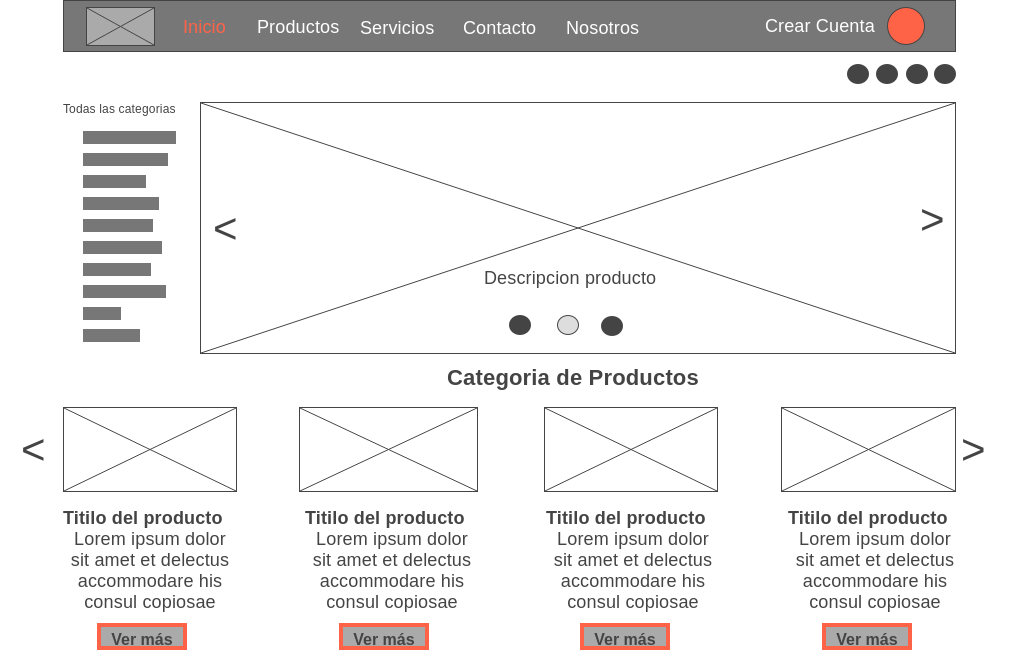 Inicio Productos Servicios Contacto Nosotros Crear Cuenta
Todas las categorias
< >
Descripcion producto
Categoria de Productos
< >
Titilo del producto
Lorem ipsum dolor
sit amet et delectus
accommodare his
consul copiosae
Ver más
Titilo del producto
Lorem ipsum dolor
sit amet et delectus
accommodare his
consul copiosae
Ver más
Titilo del producto
Lorem ipsum dolor
sit amet et delectus
accommodare his
consul copiosae
Ver más
Titilo del producto
Lorem ipsum dolor
sit amet et delectus
accommodare his
consul copiosae
Ver más